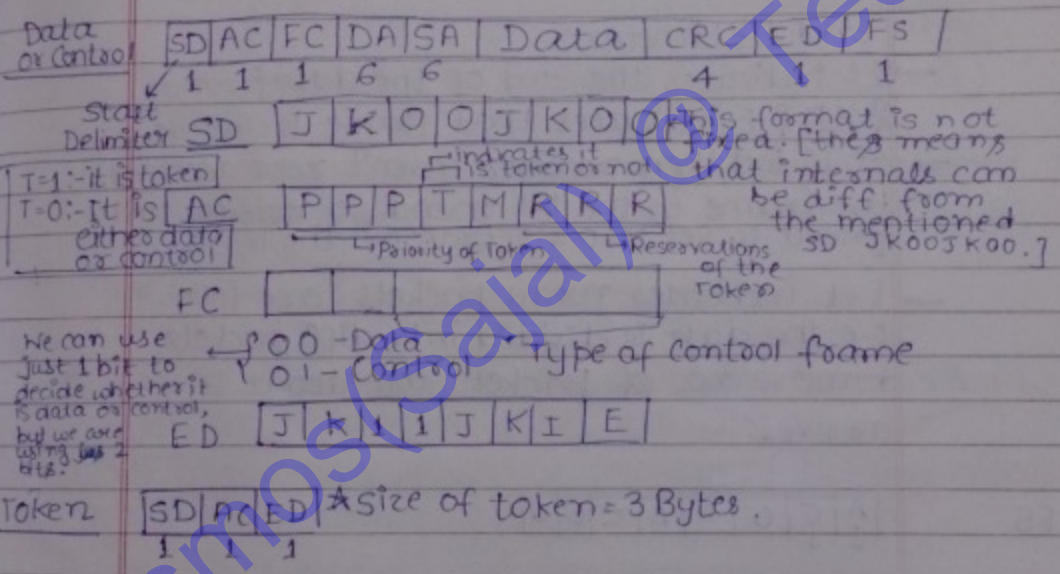 Data
or Control
SD AC FC DA SA Data CRC ED FS
1 1 1 6 6 4 1 1
Start
Delimiter SD
J K 0 0 J K 0 0
format is not
[they means
that internals can
be diff from
the mentioned
SD JK00JK00.]
indicates it
is token or not
T=1:- it is token
T=0:- It is
either data
or control
AC
P P P T M R R R
Priority of Token
Reservations
of the
Token
FC
00 - Data
01 - Control
Type of control frame
We can use
just 1 bit to
decide whether it
is data or control,
but we are
using 2
bits.
ED
J K 1 1 J K I E
Token
SD AC ED
1 1 1
*Size of token = 3 Bytes.
smos(Sajal) @ Te